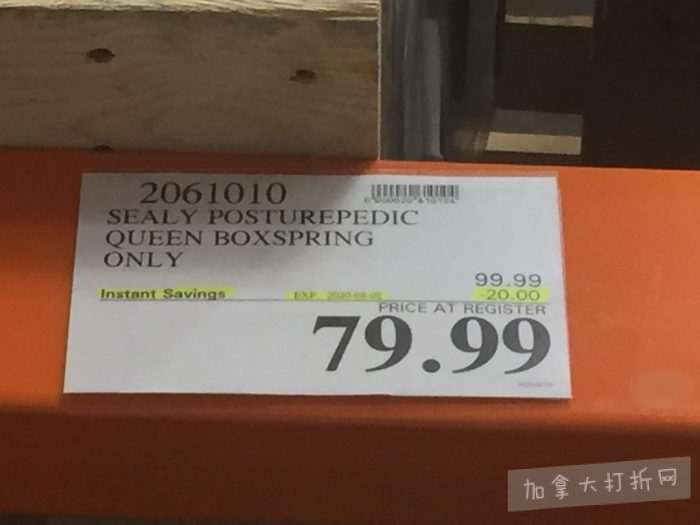 2061010
SEALY POSTUREPEDIC
QUEEN BOXSPRING
ONLY
99.99
Instant Savings EXP. -20.00
PRICE AT REGISTER
79.99
加拿大打折网